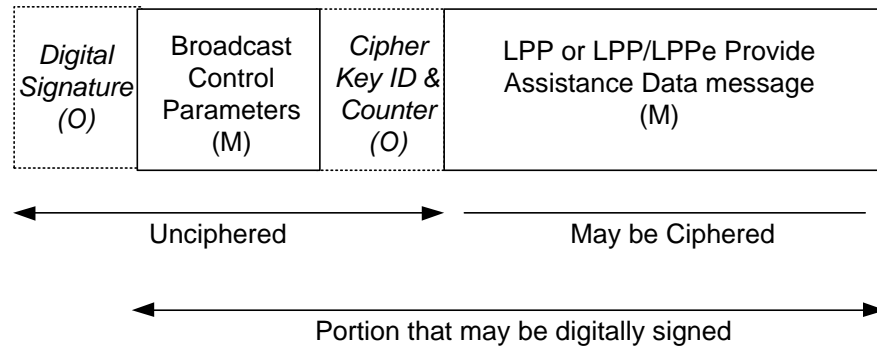 Digital
Signature
(O)
Broadcast
Control
Parameters
(M)
Cipher
Key ID &
Counter
(O)
LPP or LPP/LPPe Provide
Assistance Data message
(M)
Unciphered
May be Ciphered
Portion that may be digitally signed